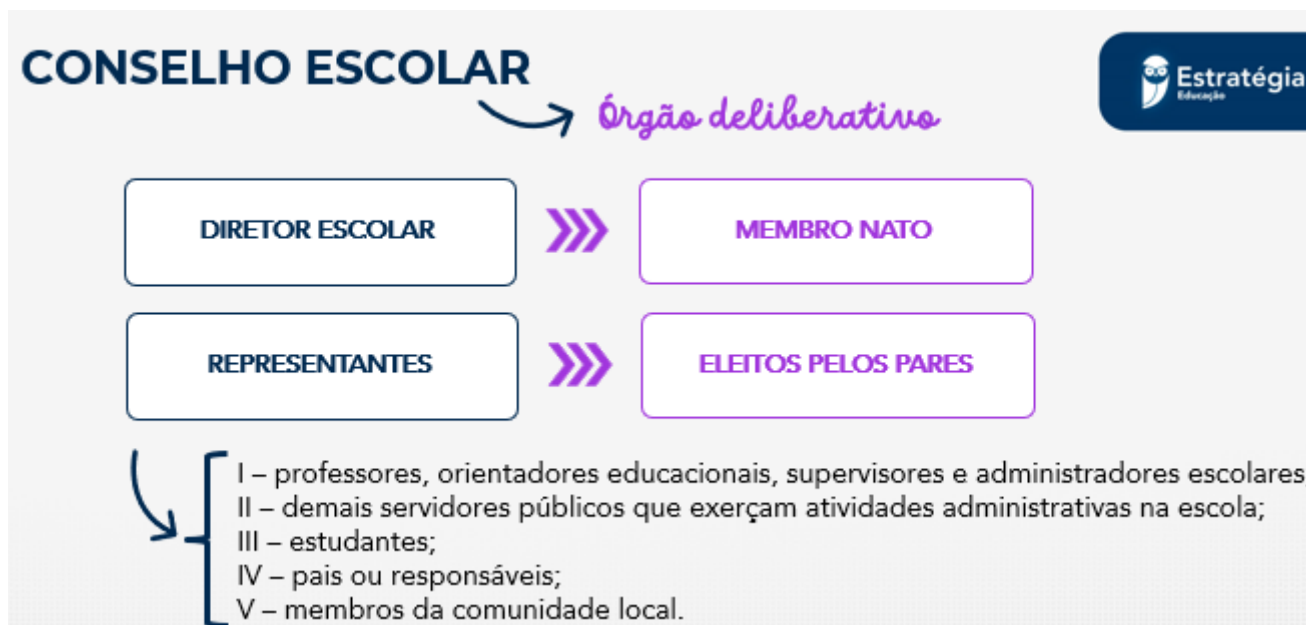 CONSELHO ESCOLAR
Órgão deliberativo
Estratégia
Educação
DIRETOR ESCOLAR
MEMBRO NATO
REPRESENTANTES
ELEITOS PELOS PARES
I – professores, orientadores educacionais, supervisores e administradores escolares
II – demais servidores públicos que exerçam atividades administrativas na escola;
III – estudantes;
IV – pais ou responsáveis;
V – membros da comunidade local.